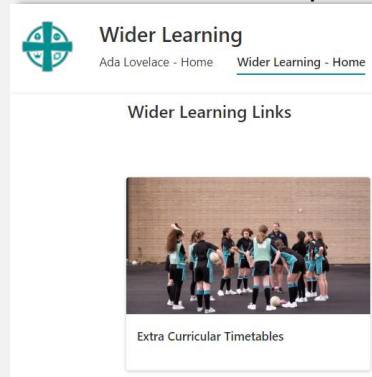 Wider Learning
Ada Lovelace - Home Wider Learning - Home
Wider Learning Links
Extra Curricular Timetables